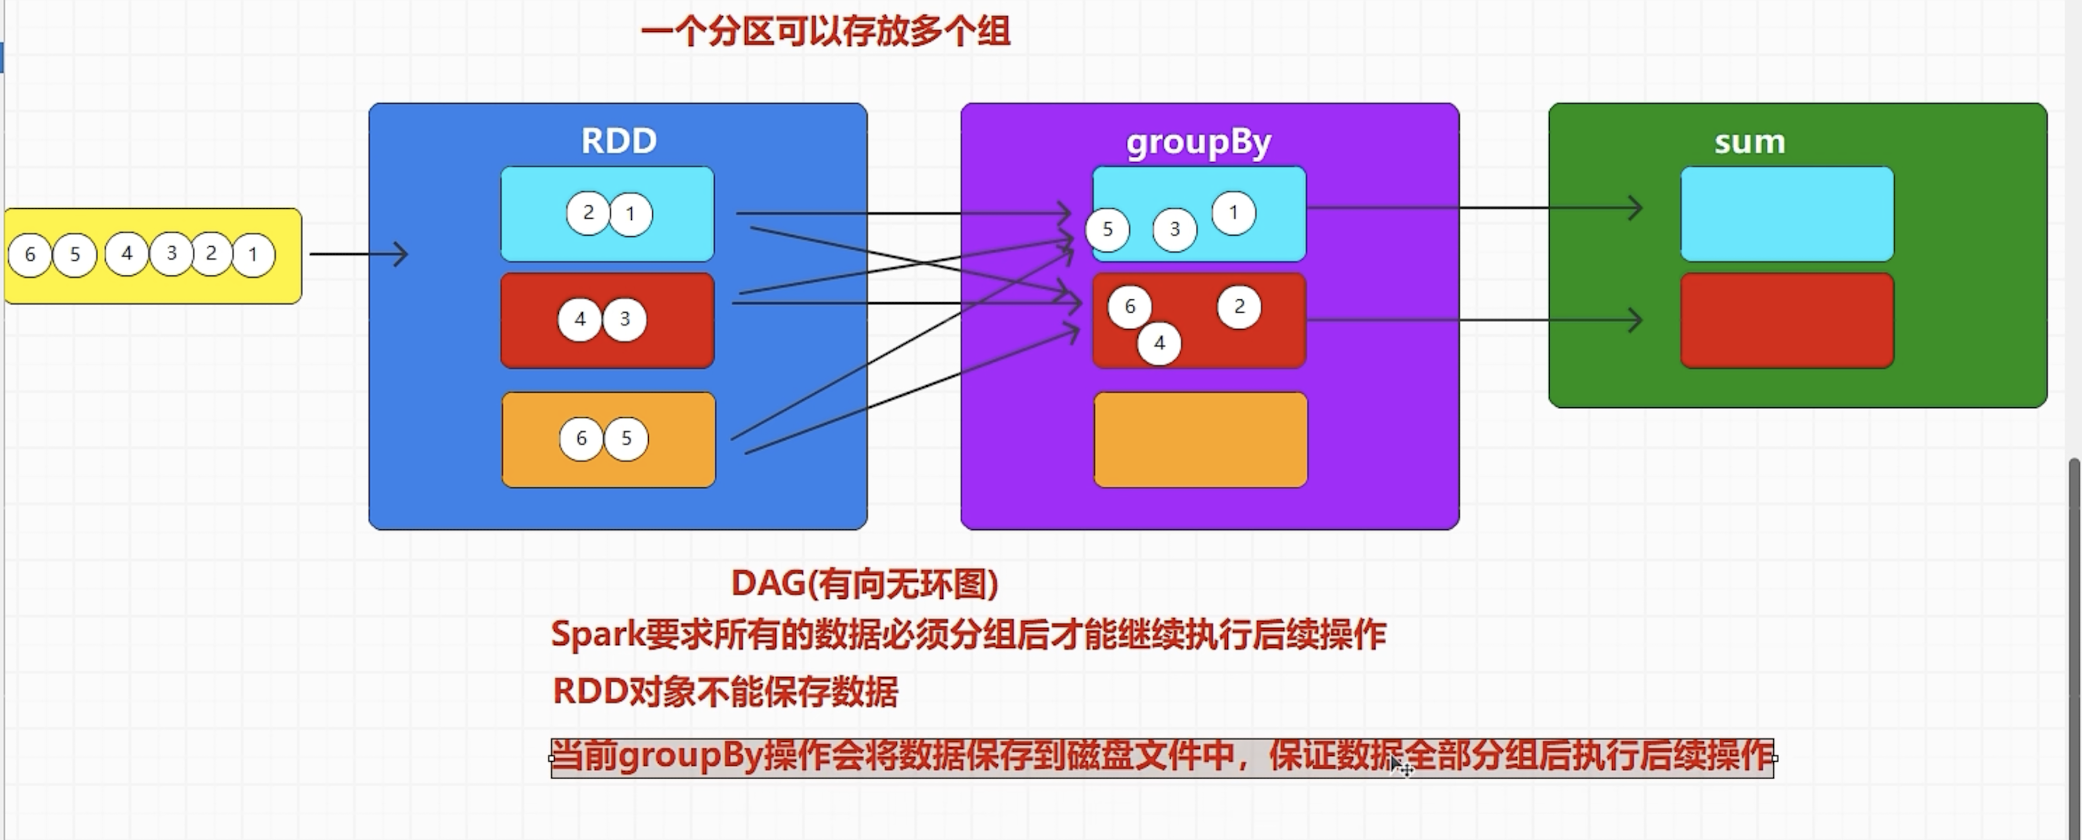 一个分区可以存放多个组
RDD
groupBy
sum
2 1
5 3 1
6 5 4 3 2 1
4 3
6 2
4
6 5
DAG(有向无环图)
Spark要求所有的数据必须分组后才能继续执行后续操作
RDD对象不能保存数据
当前groupBy操作会将数据保存到磁盘文件中，保证数据全部分组后执行后续操作